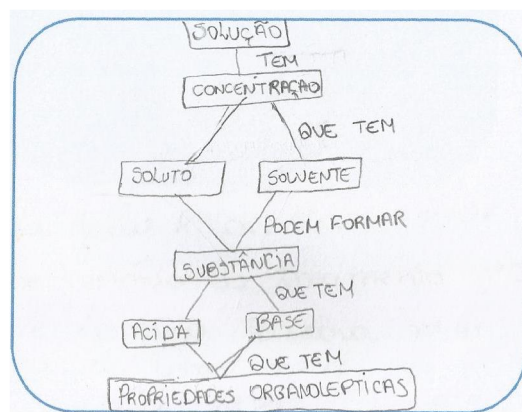 SOLUÇÃO
TEM
CONCENTRAÇÃO
QUE TEM
SOLUTO SOLVENTE
PODEM FORMAR
SUBSTÂNCIA
QUE TEM
ACIDA BASE
QUE TEM
PROPRIEDADES ORGANOLEPTICAS